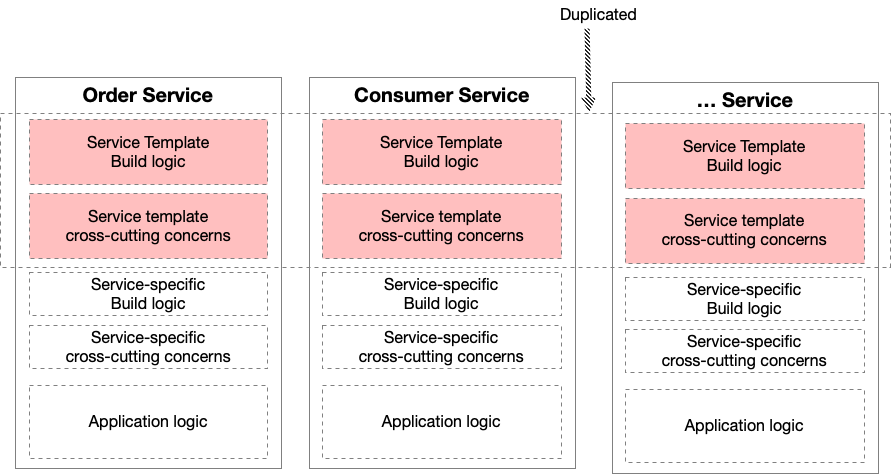 Duplicated
Order Service
Service Template
Build logic
Service template
cross-cutting concerns
Service-specific
Build logic
Service-specific
cross-cutting concerns
Application logic
Consumer Service
Service Template
Build logic
Service template
cross-cutting concerns
Service-specific
Build logic
Service-specific
cross-cutting concerns
Application logic
... Service
Service Template
Build logic
Service template
cross-cutting concerns
Service-specific
Build logic
Service-specific
cross-cutting concerns
Application logic